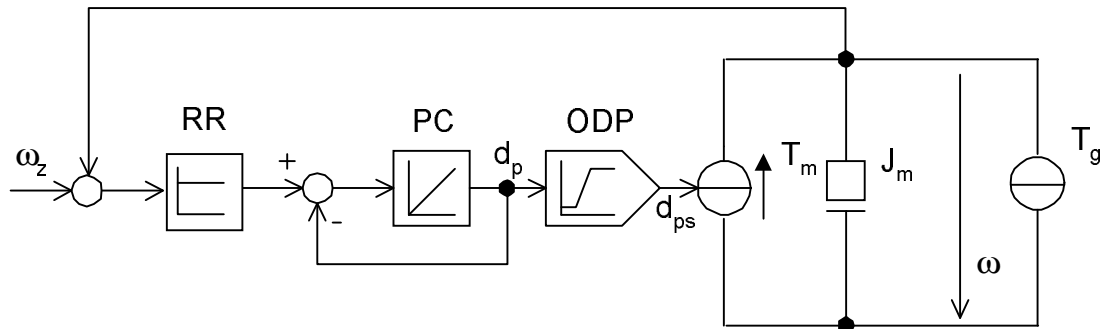 RR
PC
ODP
ω_z
+
-
d_p
d_ps
T_m
J_m
T_g
ω